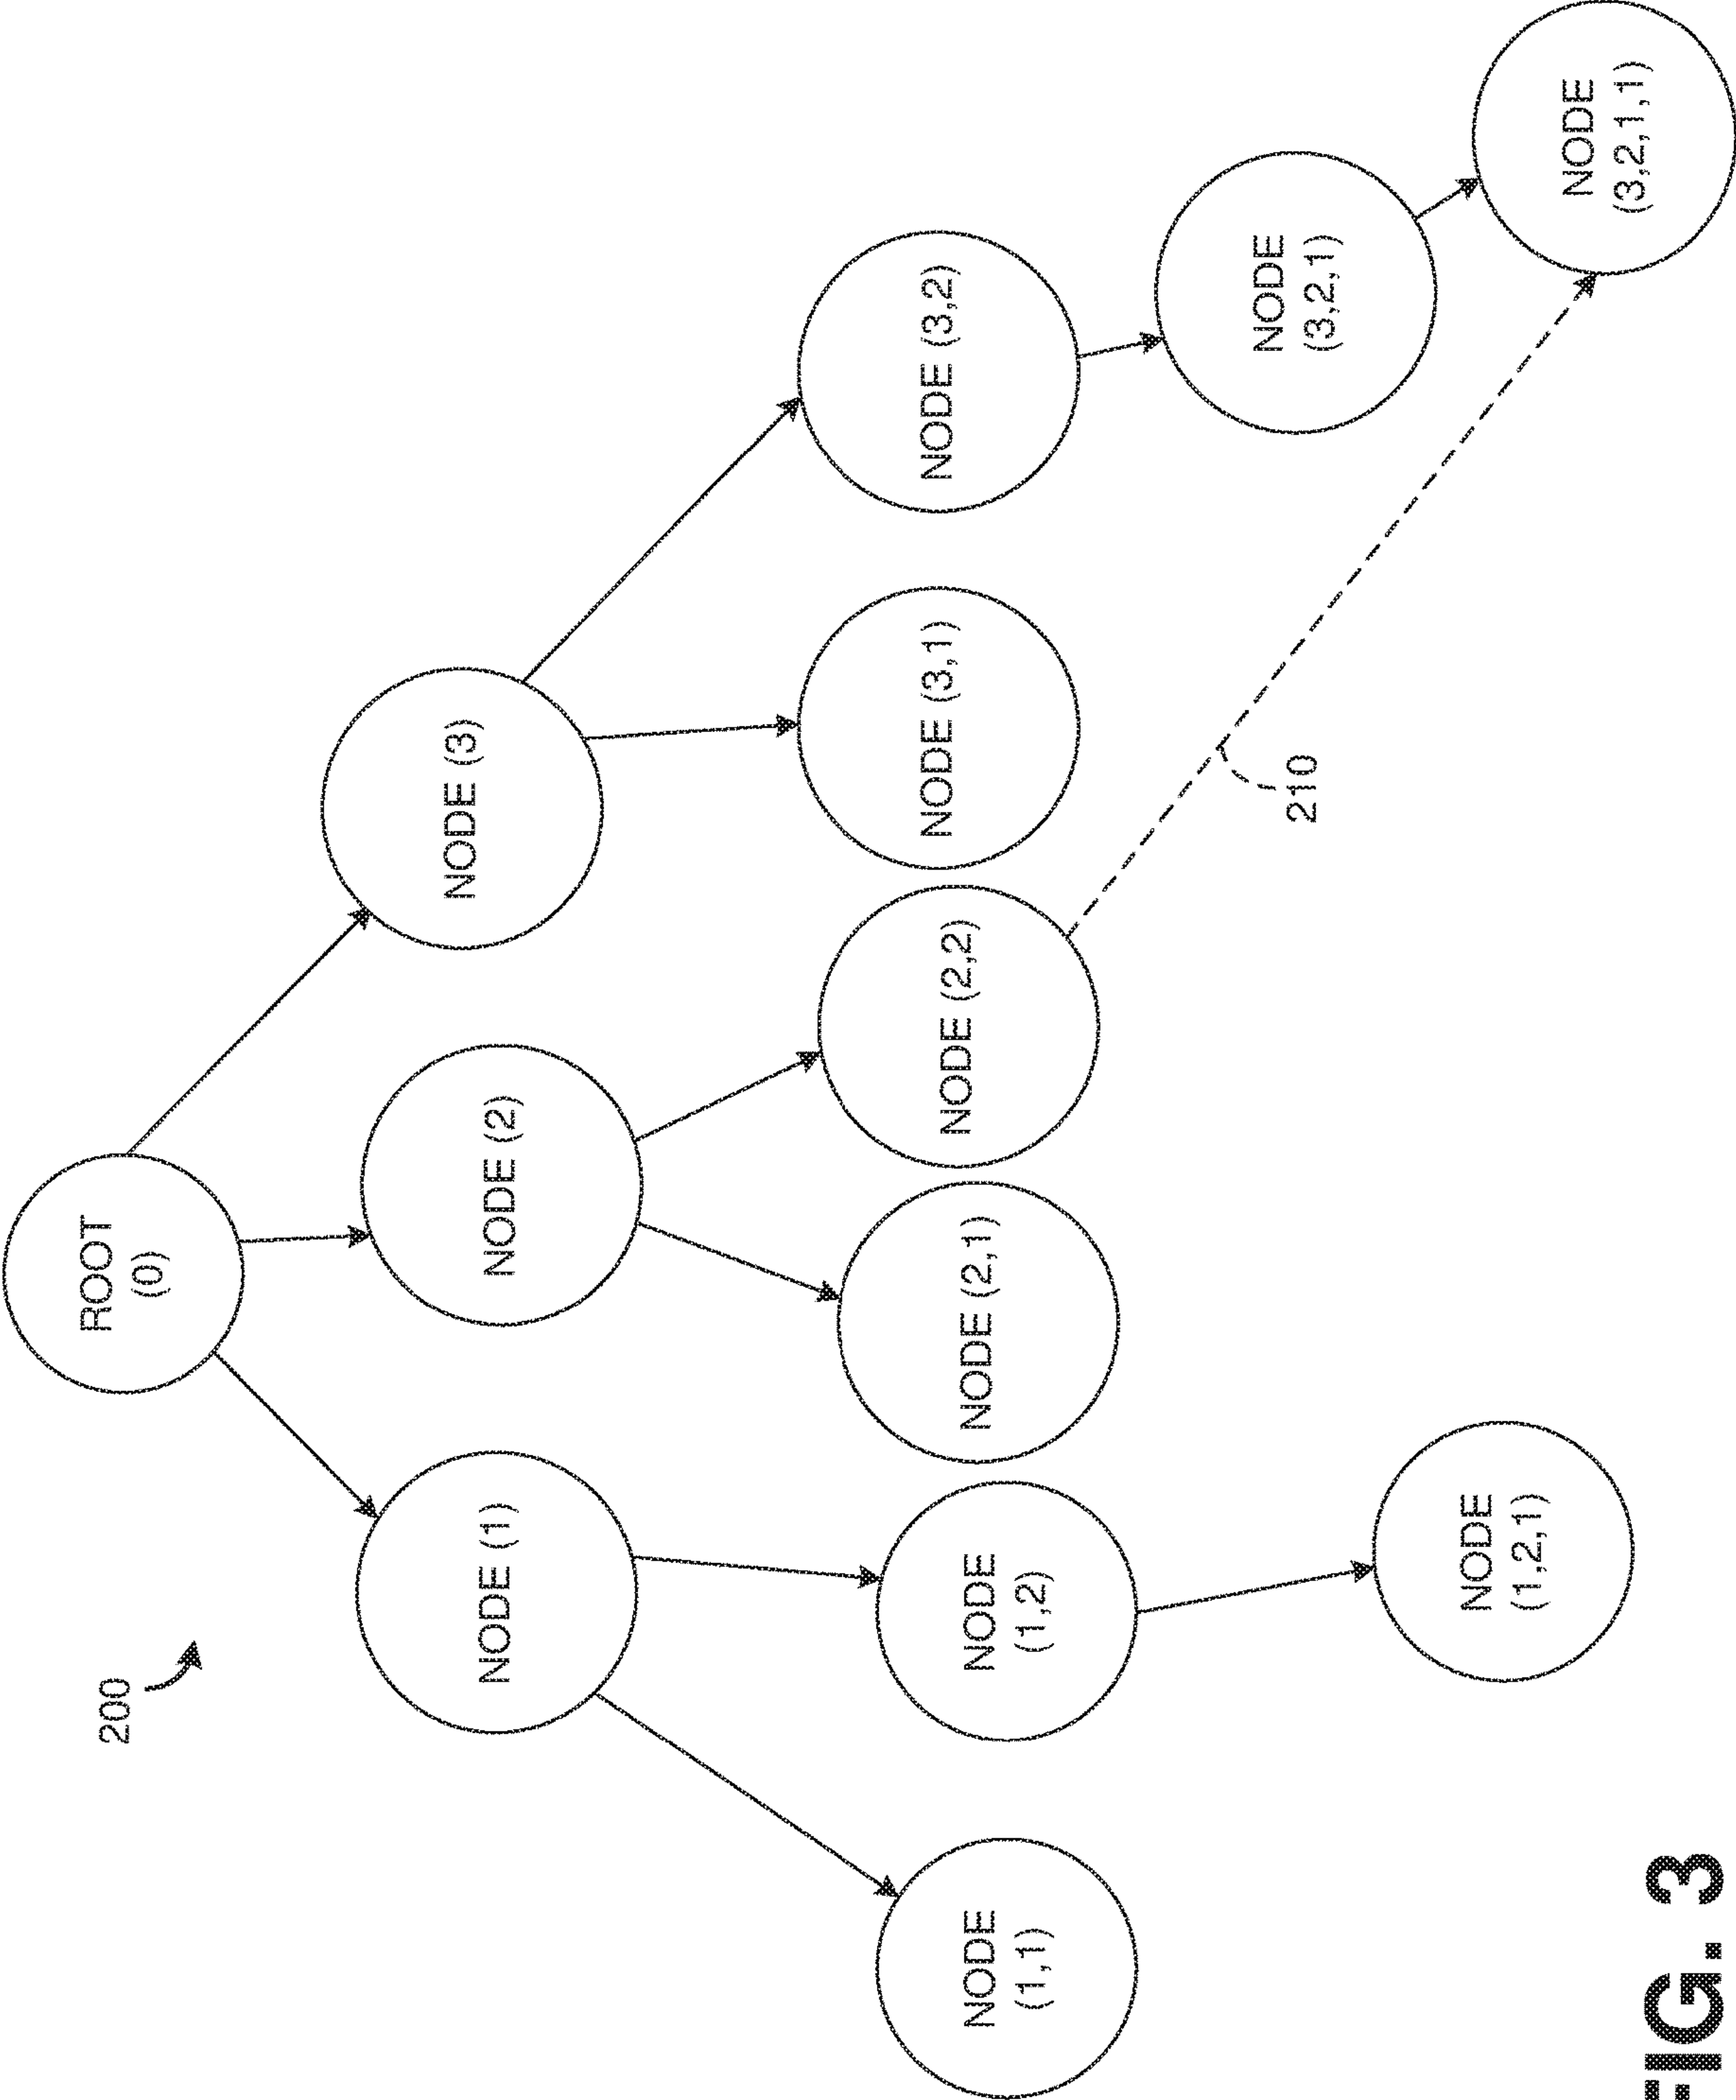 200
ROOT
(0)
NODE (1)
NODE (2)
NODE (3)
NODE
(1,1)
NODE
(1,2)
NODE (2,1)
NODE (2,2)
NODE (3,1)
NODE (3,2)
NODE
(3,2,1)
210
NODE
(1,2,1)
NODE
(3,2,1,1)
FIG. 3